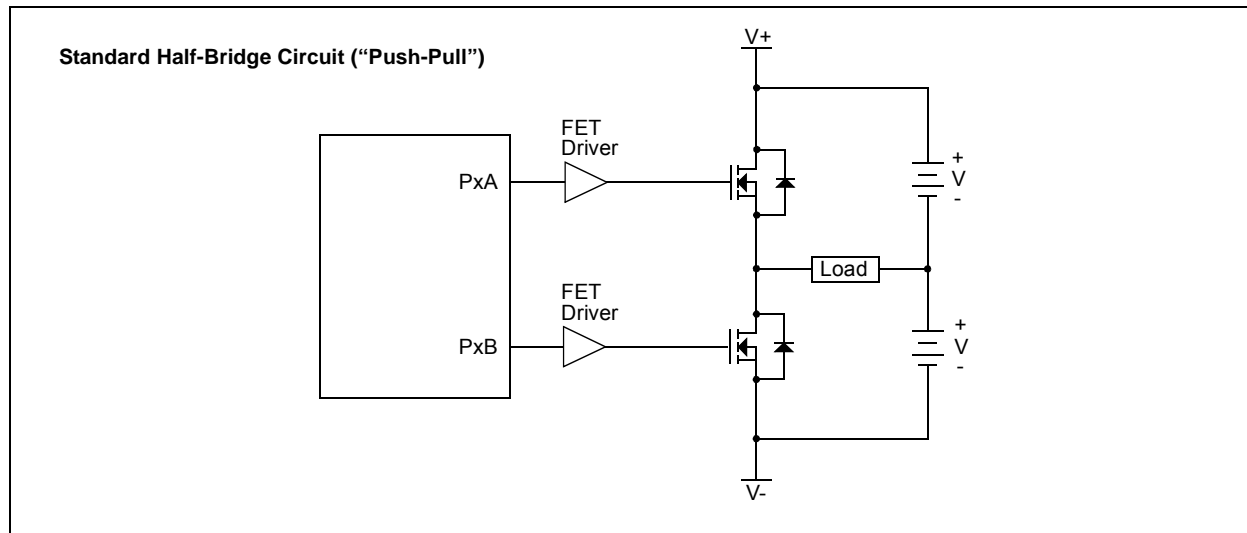 Standard Half-Bridge Circuit (“Push-Pull”)
V+
FET
Driver
PxA
+
V
-
Load
FET
Driver
PxB
+
V
-
V-